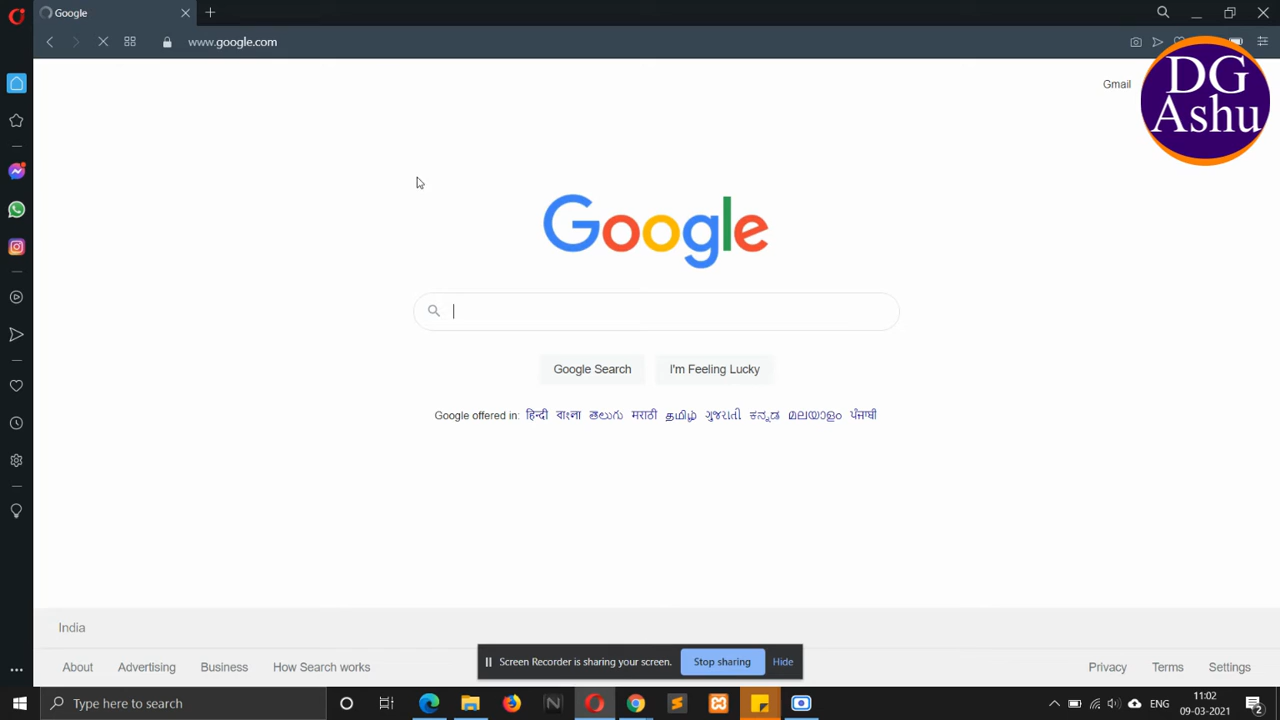 Google
www.google.com
Gmail
DG
Ashu
Google
Google Search
I'm Feeling Lucky
Google offered in: हिन्दी বাংলা తెలుగు मराठी தமிழ் ગુજરાતી ಕನ್ನಡ മലയാളം ਪੰਜਾਬੀ
India
Screen Recorder is sharing your screen. Stop sharing Hide
About Advertising Business How Search works Privacy Terms Settings
Type here to search
ENG
11:02
09-03-2021
2